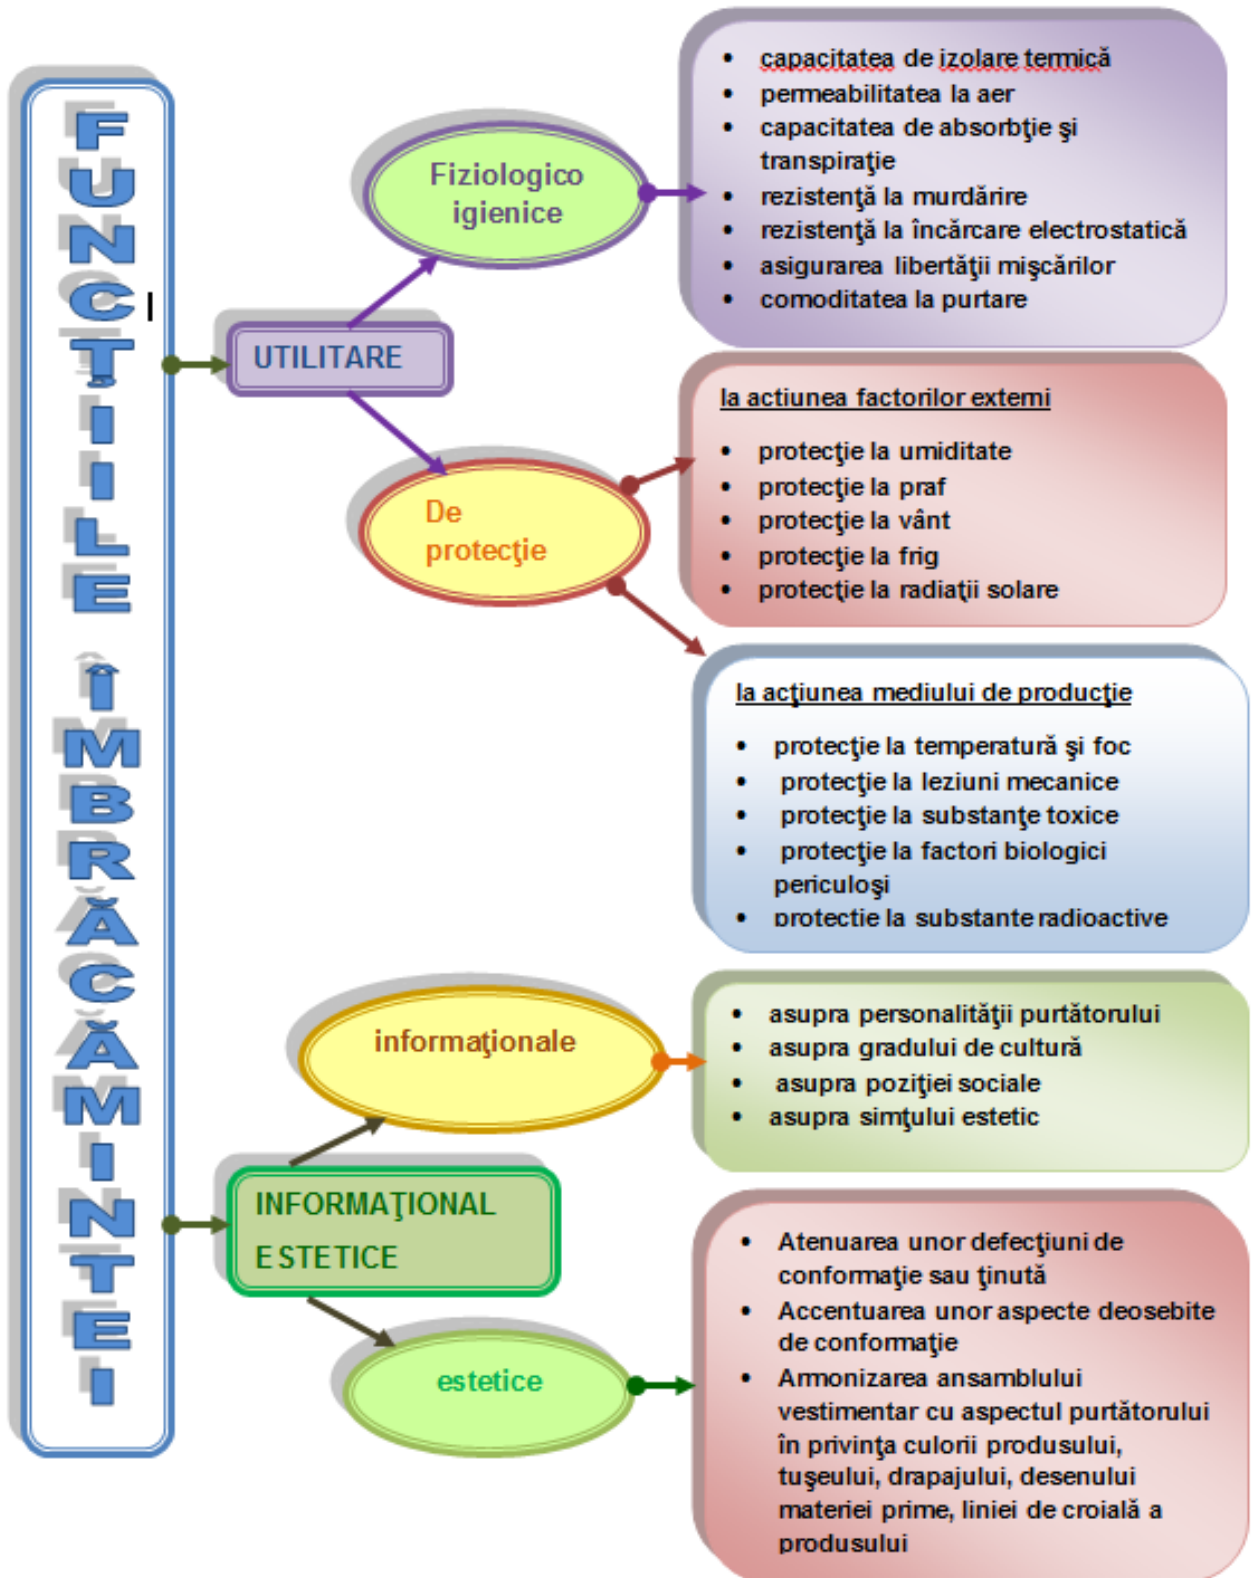 FUNCŢIILE ÎMBRĂCĂMINTEI
UTILITARE
Fiziologico
igienice
• capacitatea de izolare termică
• permeabilitatea la aer
• capacitatea de absorbţie şi
transpiraţie
• rezistenţă la murdărire
• rezistenţă la încărcare electrostatică
• asigurarea libertăţii mişcărilor
• comoditatea la purtare
De
protecţie
la actiunea factorilor externi
• protecţie la umiditate
• protecţie la praf
• protecţie la vânt
• protecţie la frig
• protecţie la radiaţii solare
la acţiunea mediului de producţie
• protecţie la temperatură şi foc
• protecţie la leziuni mecanice
• protecţie la substanţe toxice
• protecţie la factori biologici
periculoşi
• protectie la substante radioactive
INFORMAŢIONAL
ESTETICE
informaţionale
• asupra personalităţii purtătorului
• asupra gradului de cultură
• asupra poziţiei sociale
• asupra simţului estetic
estetice
• Atenuarea unor defecţiuni de
conformaţie sau ţinută
• Accentuarea unor aspecte deosebite
de conformaţie
• Armonizarea ansamblului
vestimentar cu aspectul purtătorului
în privinţa culorii produsului,
tuşeului, drapajului, desenului
materiei prime, liniei de croială a
produsului